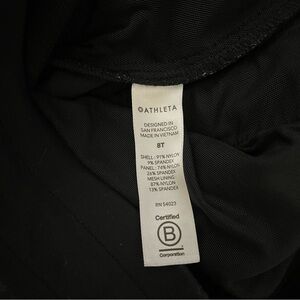 ATHLETA
DESIGNED IN
SAN FRANCISCO
MADE IN VIETNAM
8T
SHELL: 91% NYLON
9% SPANDEX
PANEL: 74% NYLON
26% SPANDEX
MESH LINING
87% NYLON
13% SPANDEX
RN 54023
Certified
B
Corporation